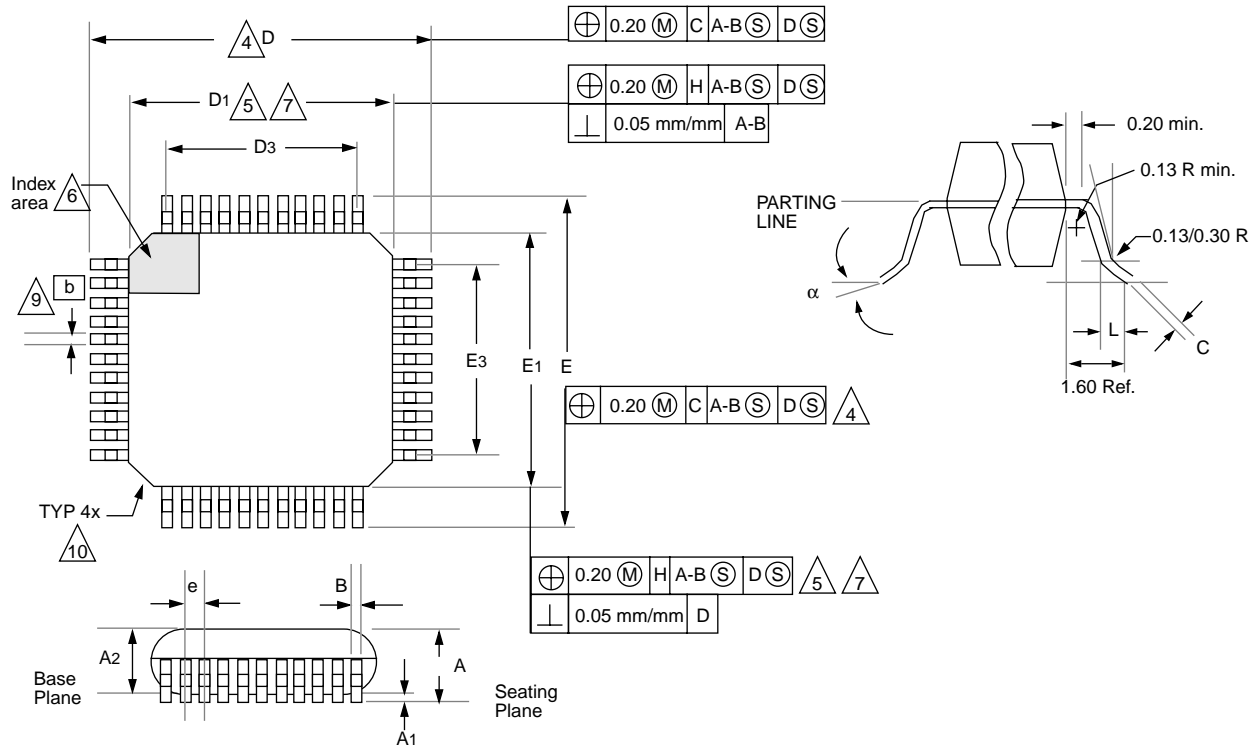 4 D
⌖ 0.20 Ⓜ C A-B Ⓢ D Ⓢ
D1 5 7
⌖ 0.20 Ⓜ H A-B Ⓢ D Ⓢ
⊥ 0.05 mm/mm A-B
D3
0.20 min.
Index
area 6
0.13 R min.
PARTING
LINE
0.13/0.30 R
9 b
α
E3
E1
E
L
C
1.60 Ref.
⌖ 0.20 Ⓜ C A-B Ⓢ D Ⓢ 4
TYP 4x
10
⌖ 0.20 Ⓜ H A-B Ⓢ D Ⓢ 5 7
⊥ 0.05 mm/mm D
e
B
A2
A
Base
Plane
Seating
Plane
A1